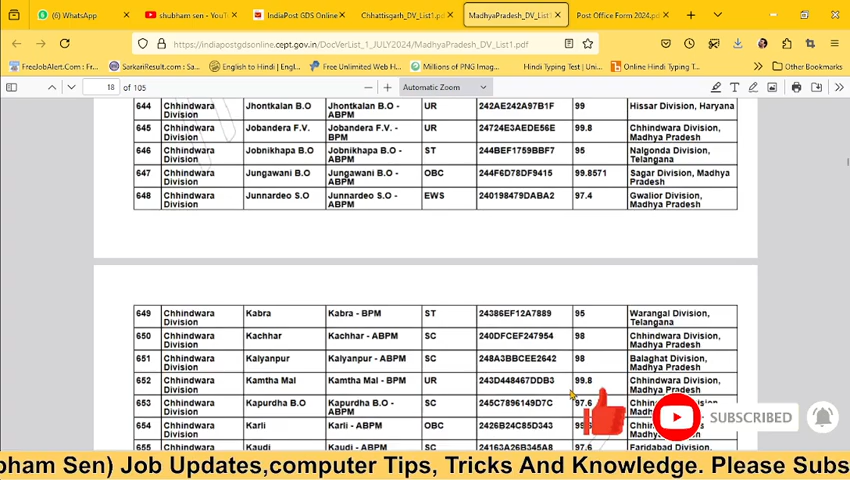 WhatsApp
shubham sen - YouT
IndiaPost GDS Online
Chhattisgarh_DV_List1.pd
MadhyaPradesh_DV_List1
Post Office Form 2024.pd
https://indiapostgdsonline.cept.gov.in/DocVerList_1_JULY2024/MadhyaPradesh_DV_List1.pdf
FreeJobAlert.Com : Sa...
SarkariResult.com : Sa...
English to Hindi | Engl...
Free Unlimited Web H...
Millions of PNG Imag...
Hindi Typing Test | Uni...
Online Hindi Typing T...
Other Bookmarks
18 of 105
Automatic Zoom
644 Chhindwara Division Jhontkalan B.O Jhontkalan B.O - ABPM UR 242AE242A97B1F 99 Hissar Division, Haryana
645 Chhindwara Division Jobandera F.V. Jobandera F.V. - BPM UR 24724E3AEDE56E 99.8 Chhindwara Division, Madhya Pradesh
646 Chhindwara Division Jobnikhapa B.O Jobnikhapa B.O - ABPM ST 244BEF1759BBF7 95 Nalgonda Division, Telangana
647 Chhindwara Division Jungawani B.O Jungawani B.O - ABPM OBC 244F6D78DF9415 99.8571 Sagar Division, Madhya Pradesh
648 Chhindwara Division Junnardeo S.O Junnardeo S.O - ABPM EWS 240198479DABA2 97.4 Gwalior Division, Madhya Pradesh
649 Chhindwara Division Kabra Kabra - BPM ST 24386EF12A7889 95 Warangal Division, Telangana
650 Chhindwara Division Kachhar Kachhar - ABPM SC 240DFCEF247954 98 Chhindwara Division, Madhya Pradesh
651 Chhindwara Division Kalyanpur Kalyanpur - ABPM SC 248A3BBCEE2642 98 Balaghat Division, Madhya Pradesh
652 Chhindwara Division Kamtha Mal Kamtha Mal - BPM UR 243D448467DDB3 99.8 Chhindwara Division, Madhya Pradesh
653 Chhindwara Division Kapurdha B.O Kapurdha B.O - ABPM SC 245C7896149D7C 97.6
654 Chhindwara Division Karli Karli - ABPM OBC 2426B24C85D343
655 Chhindwara Kaudi Kaudi - ABPM SC 24163A26B345A8 97.6 Faridabad Division,
SUBSCRIBED
bham Sen) Job Updates,computer Tips, Tricks And Knowledge. Please Subs